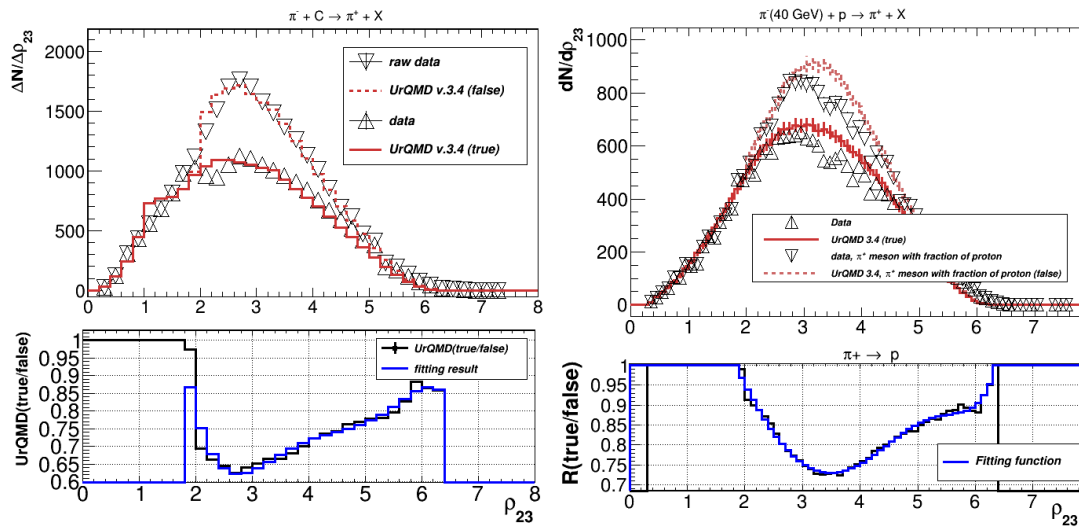 π⁻ + C → π⁺ + X
ΔN/Δρ₂₃
2000
1500
1000
500
0
raw data
UrQMD v.3.4 (false)
data
UrQMD v.3.4 (true)
0 1 2 3 4 5 6 7 8
UrQMD(true/false)
1
0.95
0.9
0.85
0.8
0.75
0.7
0.65
0.6
UrQMD(true/false)
fitting result
0 1 2 3 4 5 6 7 8
ρ₂₃
π⁻(40 GeV) + p → π⁺ + X
dN/dρ₂₃
1000
800
600
400
200
0
Data
UrQMD 3.4 (true)
data, π⁺ meson with fraction of proton
UrQMD 3.4, π⁺ meson with fraction of proton (false)
0 1 2 3 4 5 6 7
π+ → p
R(true/false)
1
0.95
0.9
0.85
0.8
0.75
0.7
Fitting function
0 1 2 3 4 5 6 7
ρ₂₃